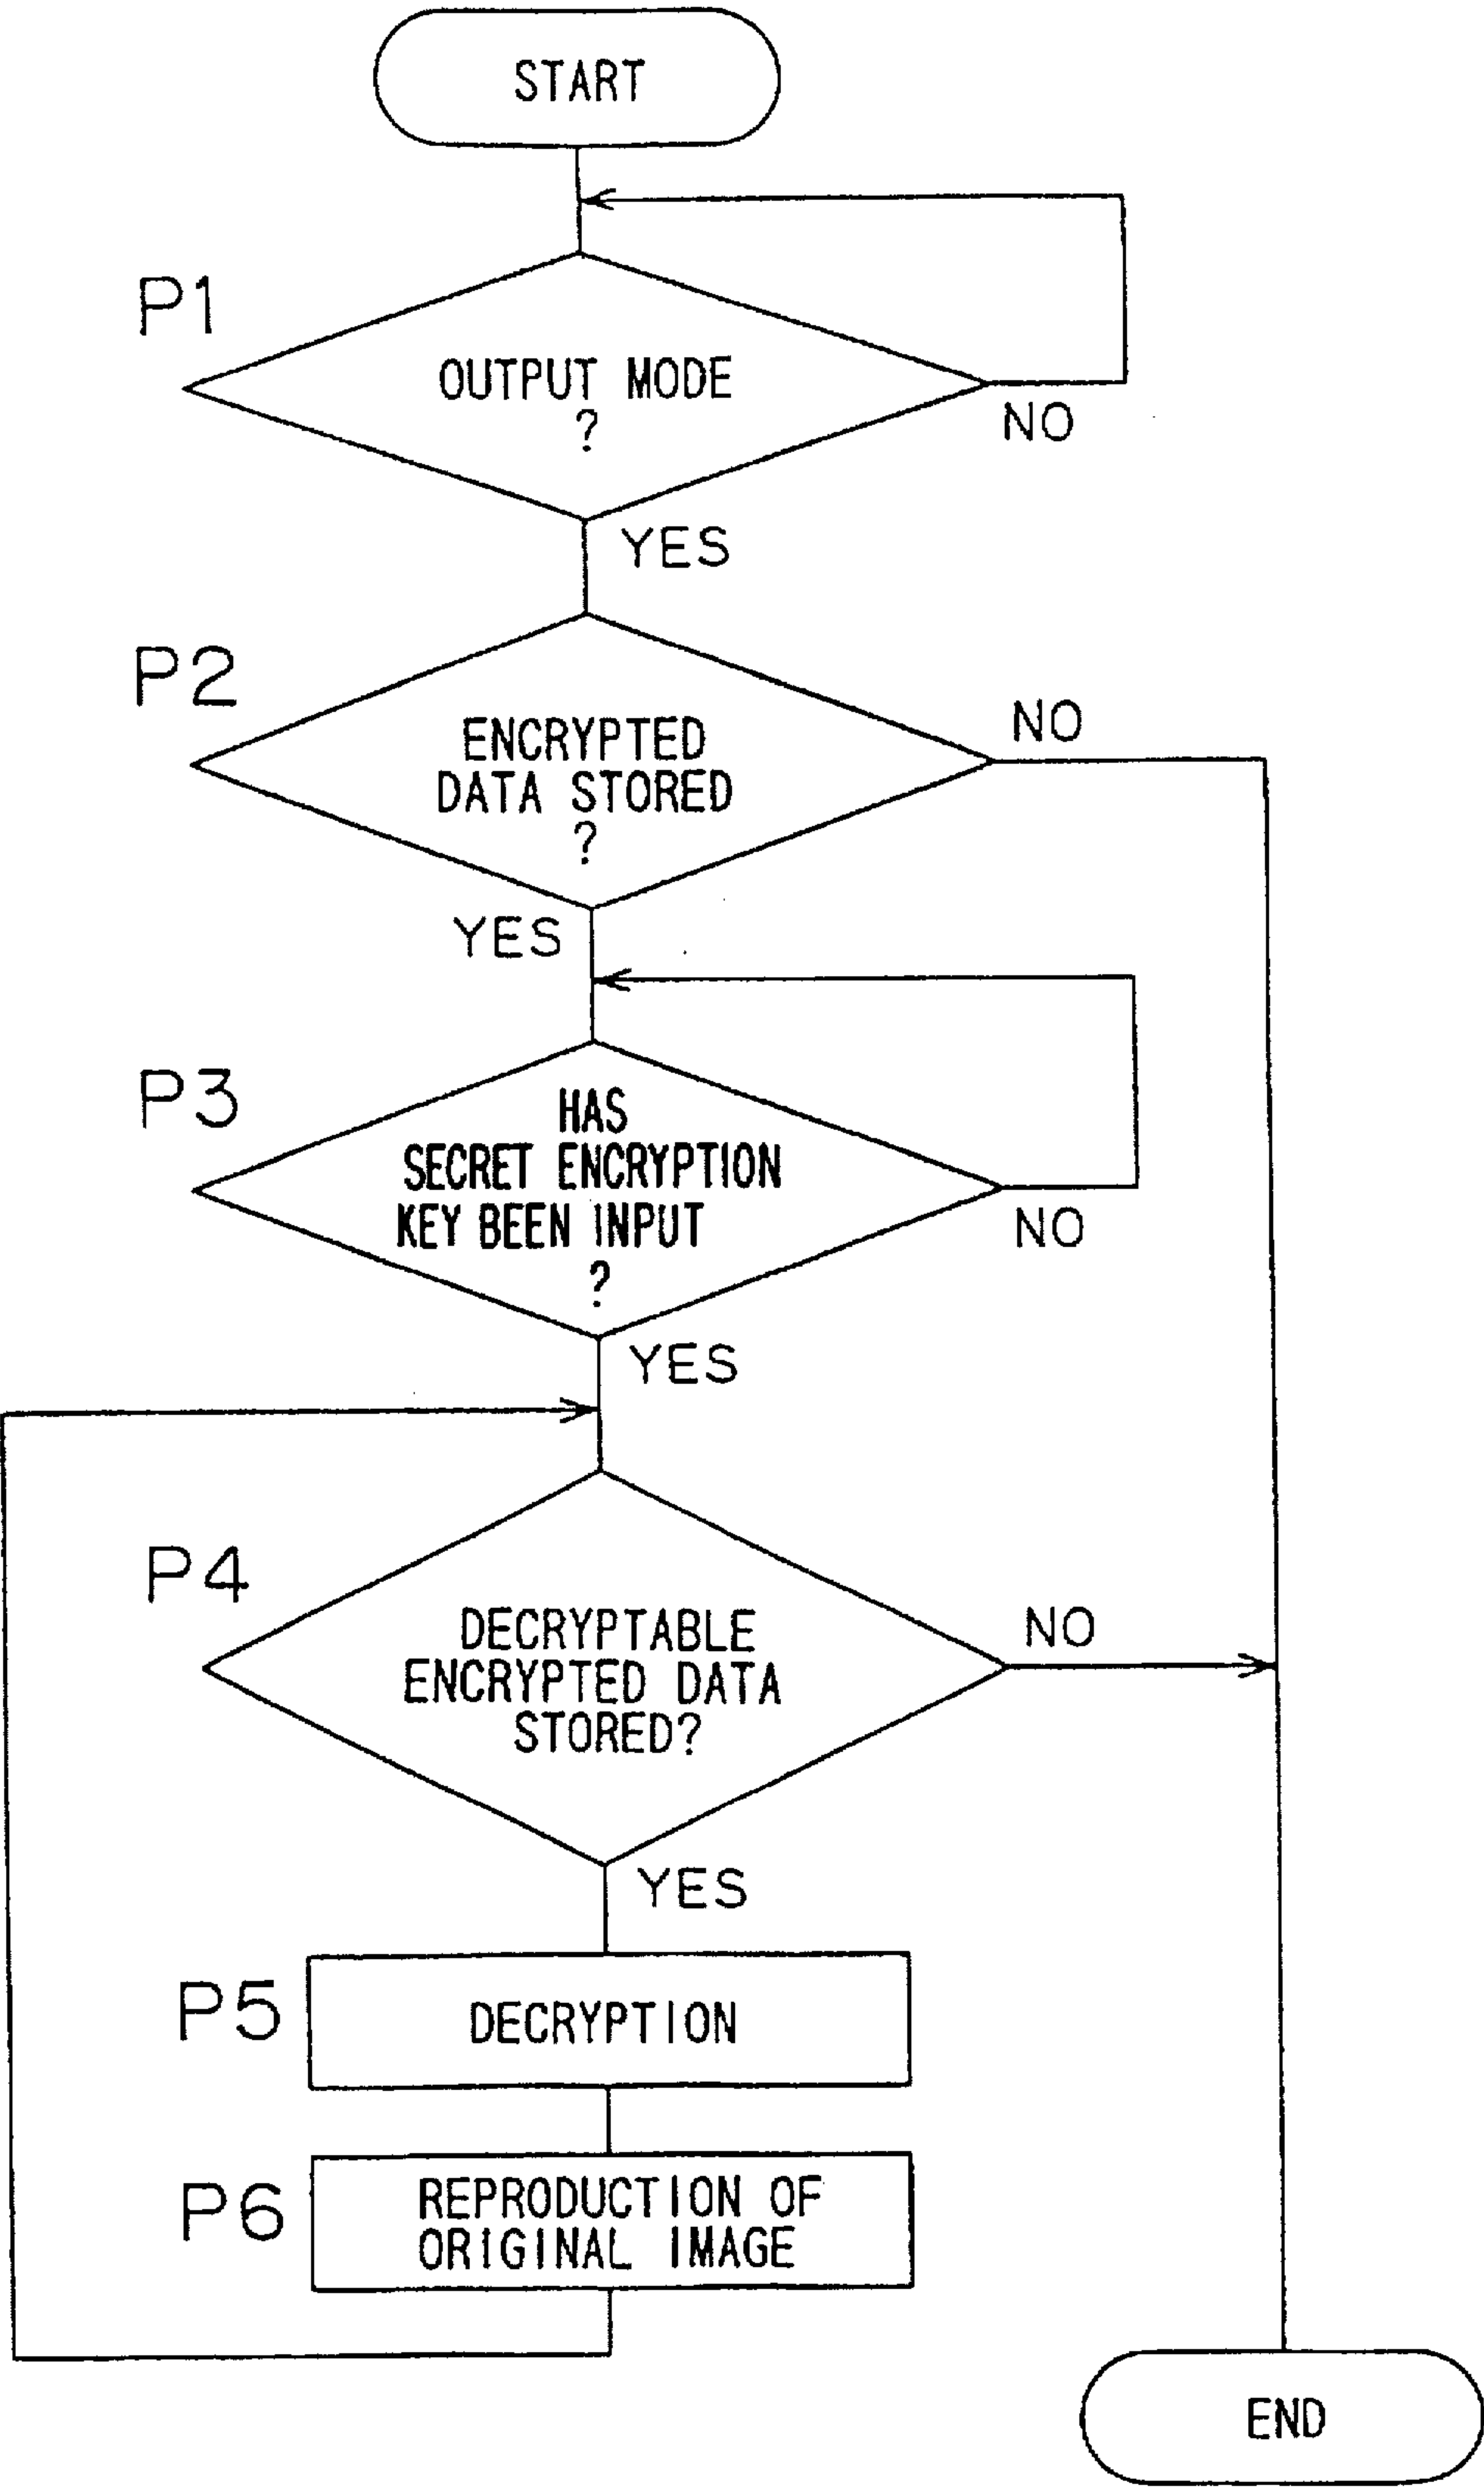 START
P1
OUTPUT MODE
?
NO
YES
P2
ENCRYPTED
DATA STORED
?
NO
YES
P3
HAS
SECRET ENCRYPTION
KEY BEEN INPUT
?
NO
YES
P4
DECRYPTABLE
ENCRYPTED DATA
STORED?
NO
YES
P5
DECRYPTION
P6
REPRODUCTION OF
ORIGINAL IMAGE
END